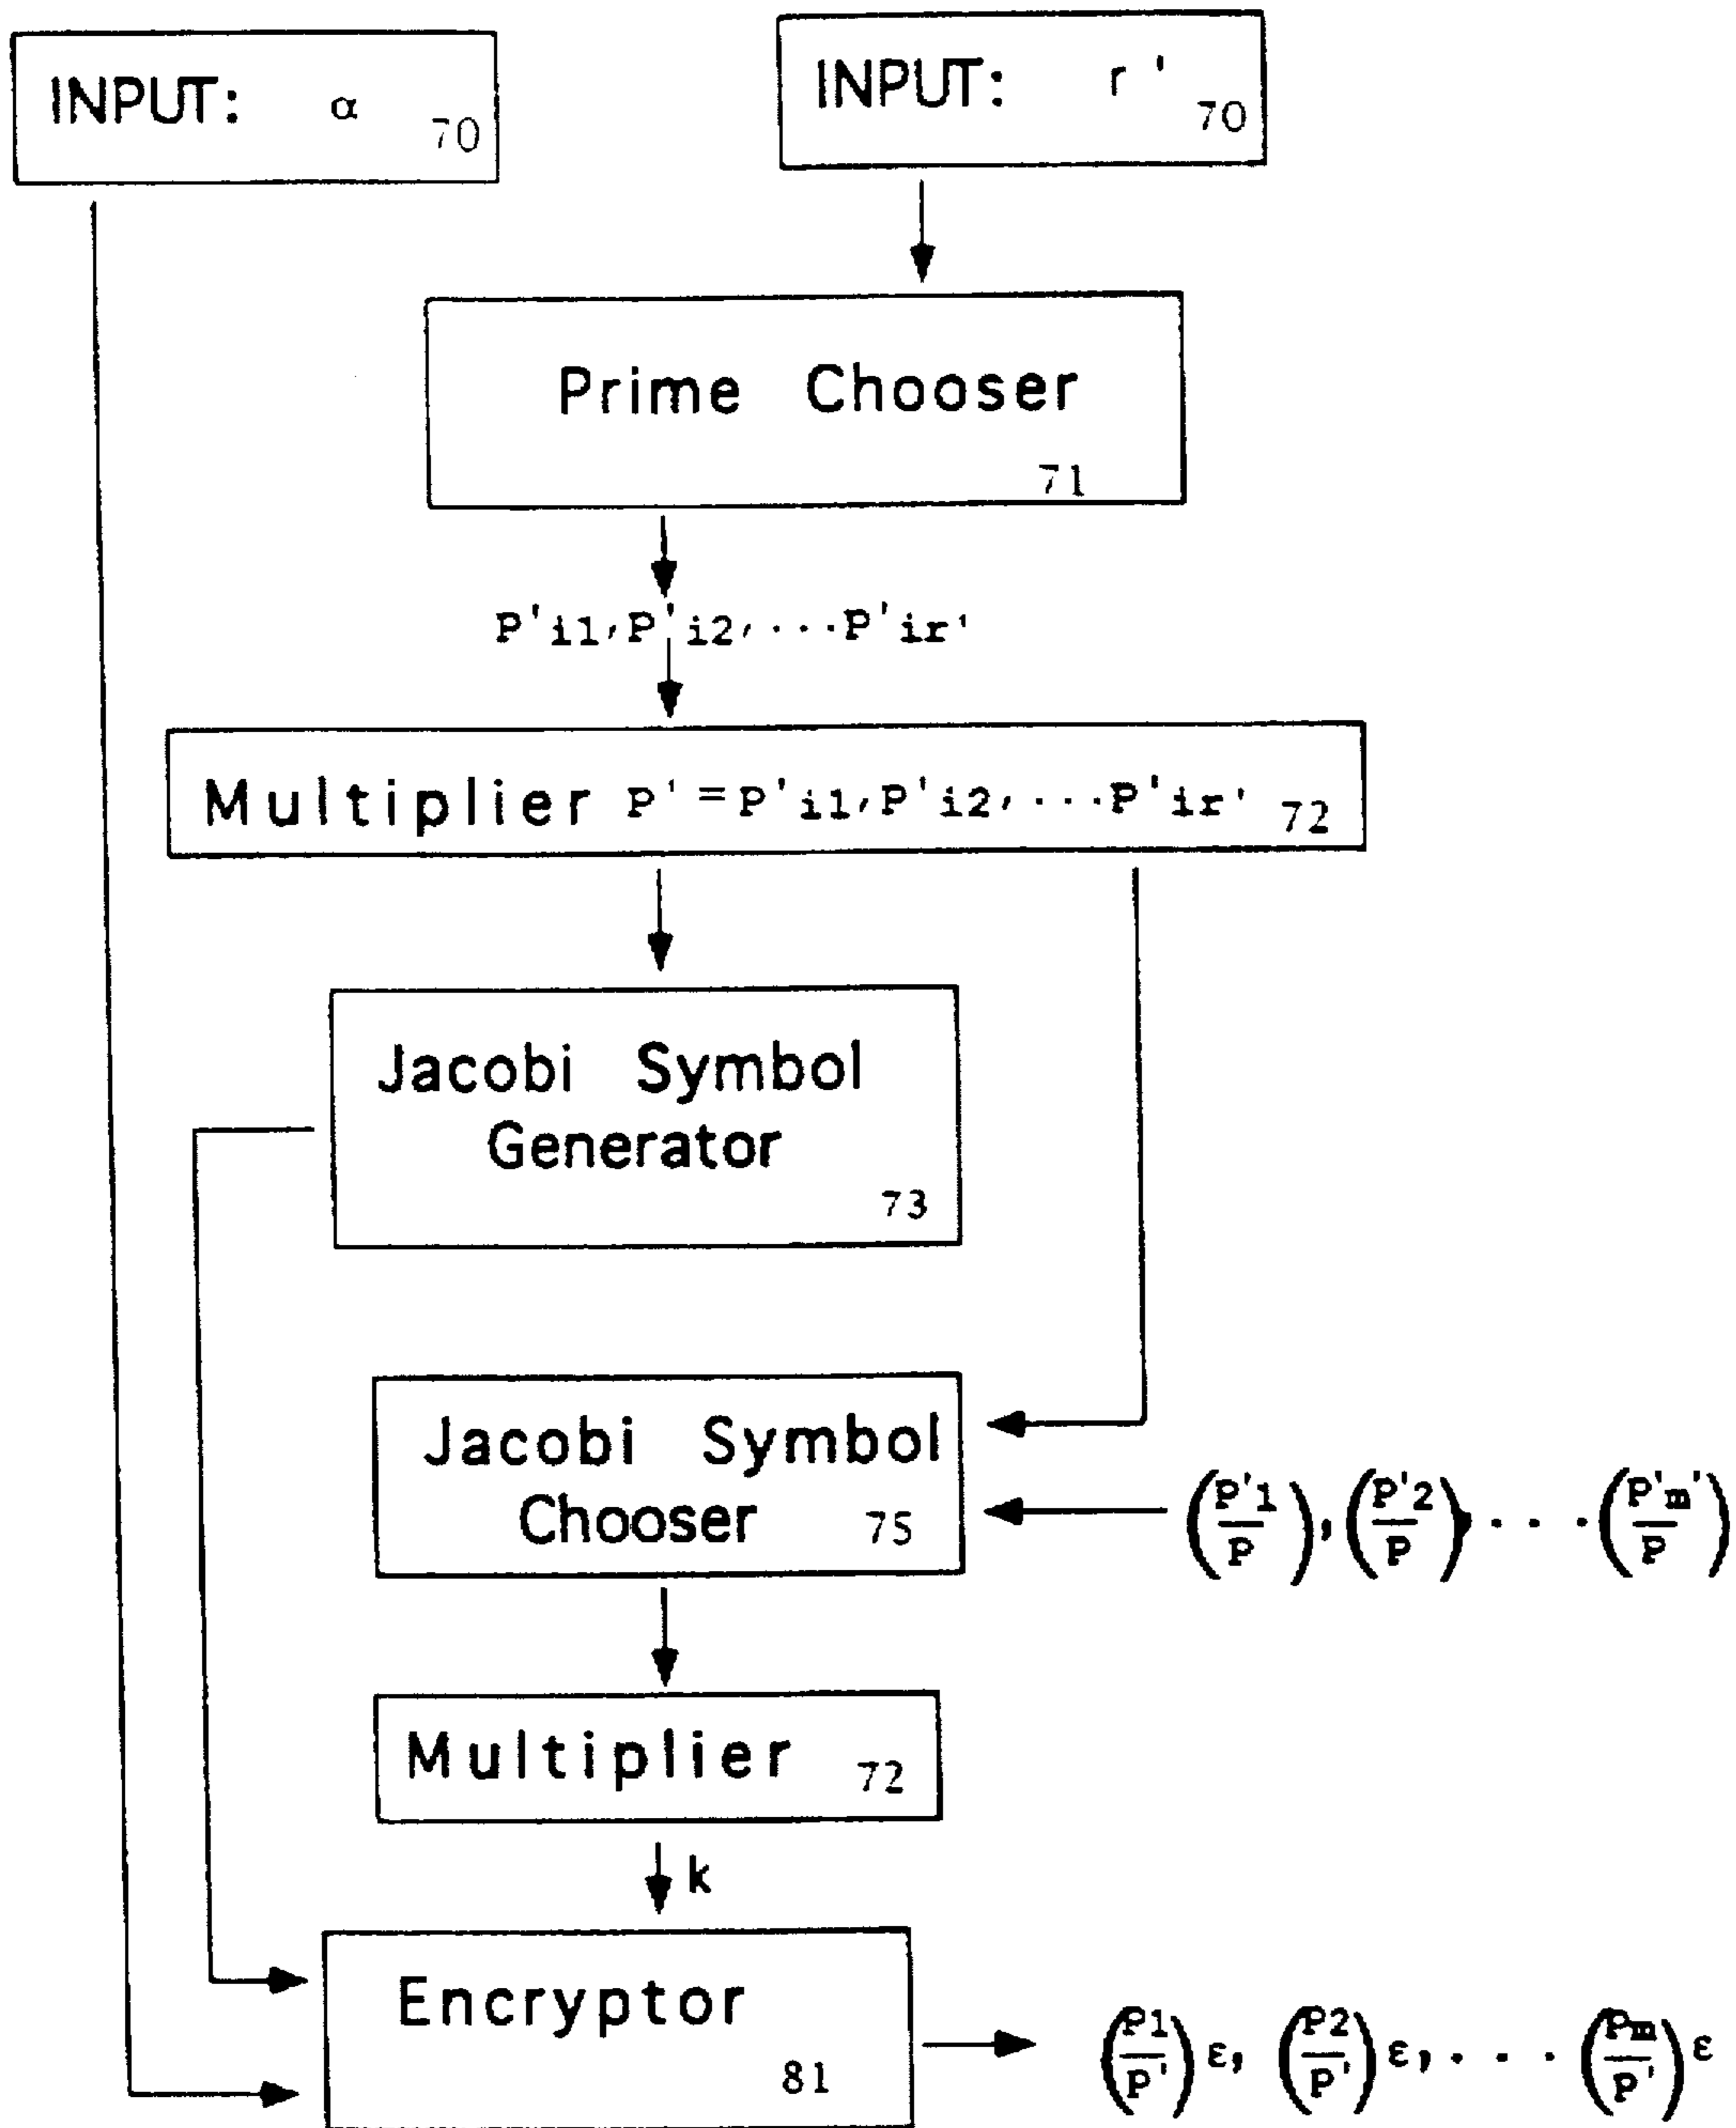 INPUT: α 70
INPUT: r ' 70
Prime Chooser
71
P'i1,P'i2,...P'ir'
Multiplier P'=P'i1,P'i2,...P'ir' 72
Jacobi Symbol
Generator
73
Jacobi Symbol
Chooser 75
(P'1/P), (P'2/P), . . . (P'm'/P)
Multiplier 72
k
Encryptor
81
(P1/P')ε, (P2/P')ε, . . . (Pm/P')ε